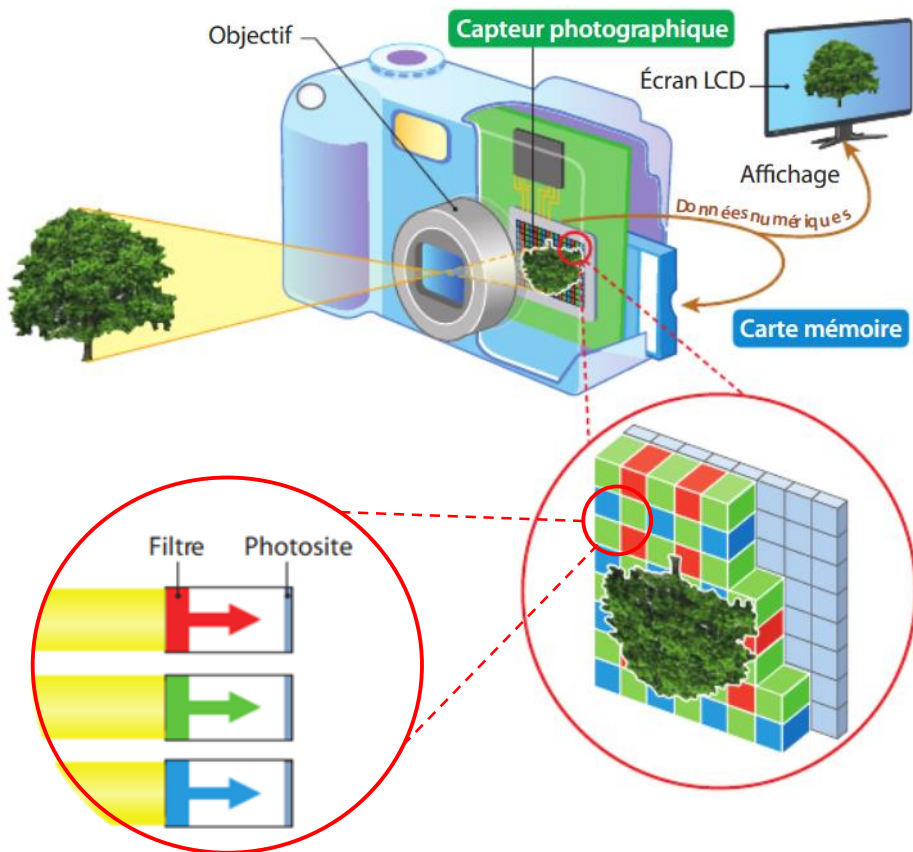 Objectif
Capteur photographique
Écran LCD
Affichage
Données numériques
Carte mémoire
Filtre
Photosite